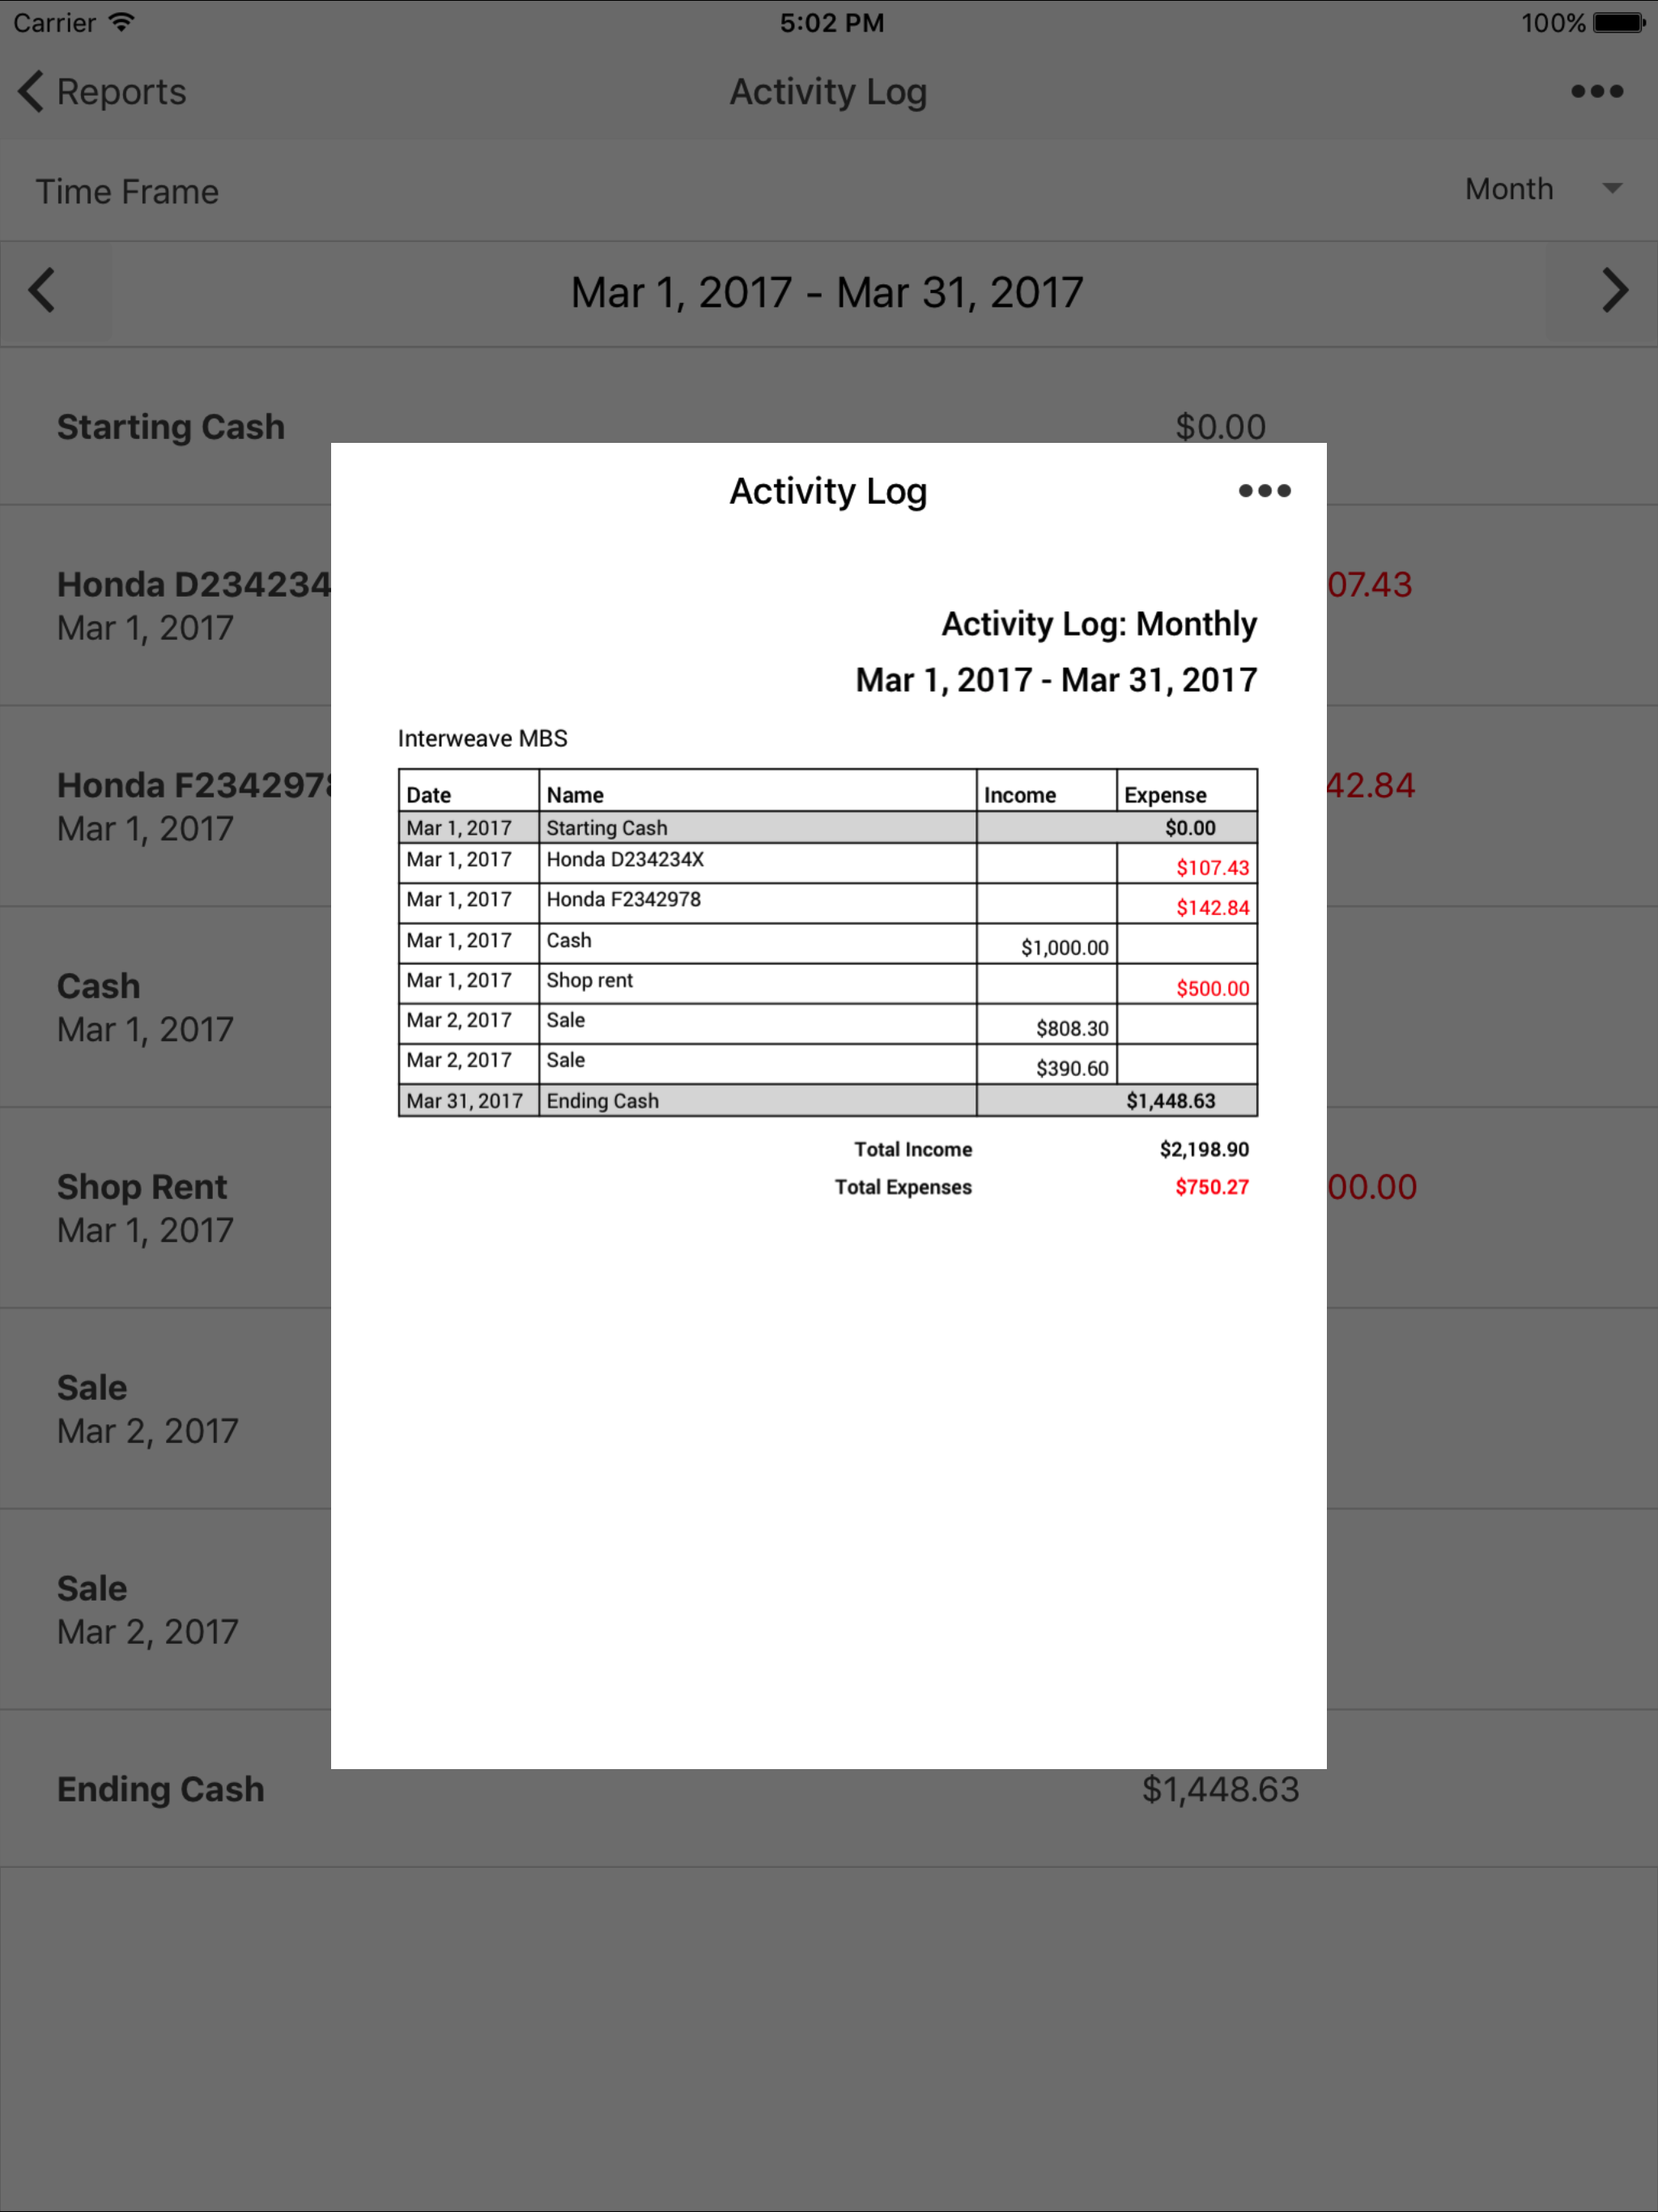 Carrier 5:02 PM 100%
Reports Activity Log
Time Frame Month
Mar 1, 2017 - Mar 31, 2017
Starting Cash $0.00
Honda D234234 07.43
Mar 1, 2017
Honda F2342978 42.84
Mar 1, 2017
Cash
Mar 1, 2017
Shop Rent 00.00
Mar 1, 2017
Sale
Mar 2, 2017
Sale
Mar 2, 2017
Ending Cash $1,448.63
Activity Log
Activity Log: Monthly
Mar 1, 2017 - Mar 31, 2017
Interweave MBS
Date Name Income Expense
Mar 1, 2017 Starting Cash $0.00
Mar 1, 2017 Honda D234234X $107.43
Mar 1, 2017 Honda F2342978 $142.84
Mar 1, 2017 Cash $1,000.00
Mar 1, 2017 Shop rent $500.00
Mar 2, 2017 Sale $808.30
Mar 2, 2017 Sale $390.60
Mar 31, 2017 Ending Cash $1,448.63
Total Income $2,198.90
Total Expenses $750.27